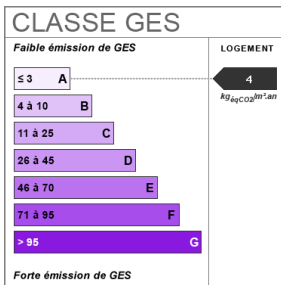 CLASSE GES
Faible émission de GES
LOGEMENT
≤ 3 A
4
kgéqCO2/m².an
4 à 10 B
11 à 25 C
26 à 45 D
46 à 70 E
71 à 95 F
> 95 G
Forte émission de GES